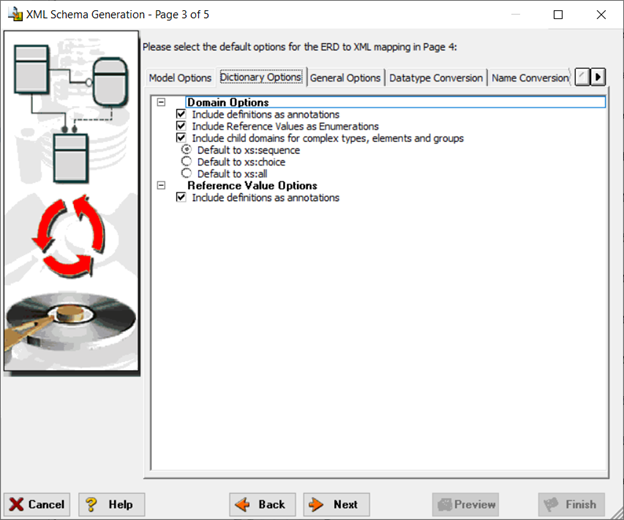 XML Schema Generation - Page 3 of 5
Please select the default options for the ERD to XML mapping in Page 4:
Model Options Dictionary Options General Options Datatype Conversion Name Conversion
Domain Options
Include definitions as annotations
Include Reference Values as Enumerations
Include child domains for complex types, elements and groups
Default to xs:sequence
Default to xs:choice
Default to xs:all
Reference Value Options
Include definitions as annotations
Cancel Help Back Next Preview Finish